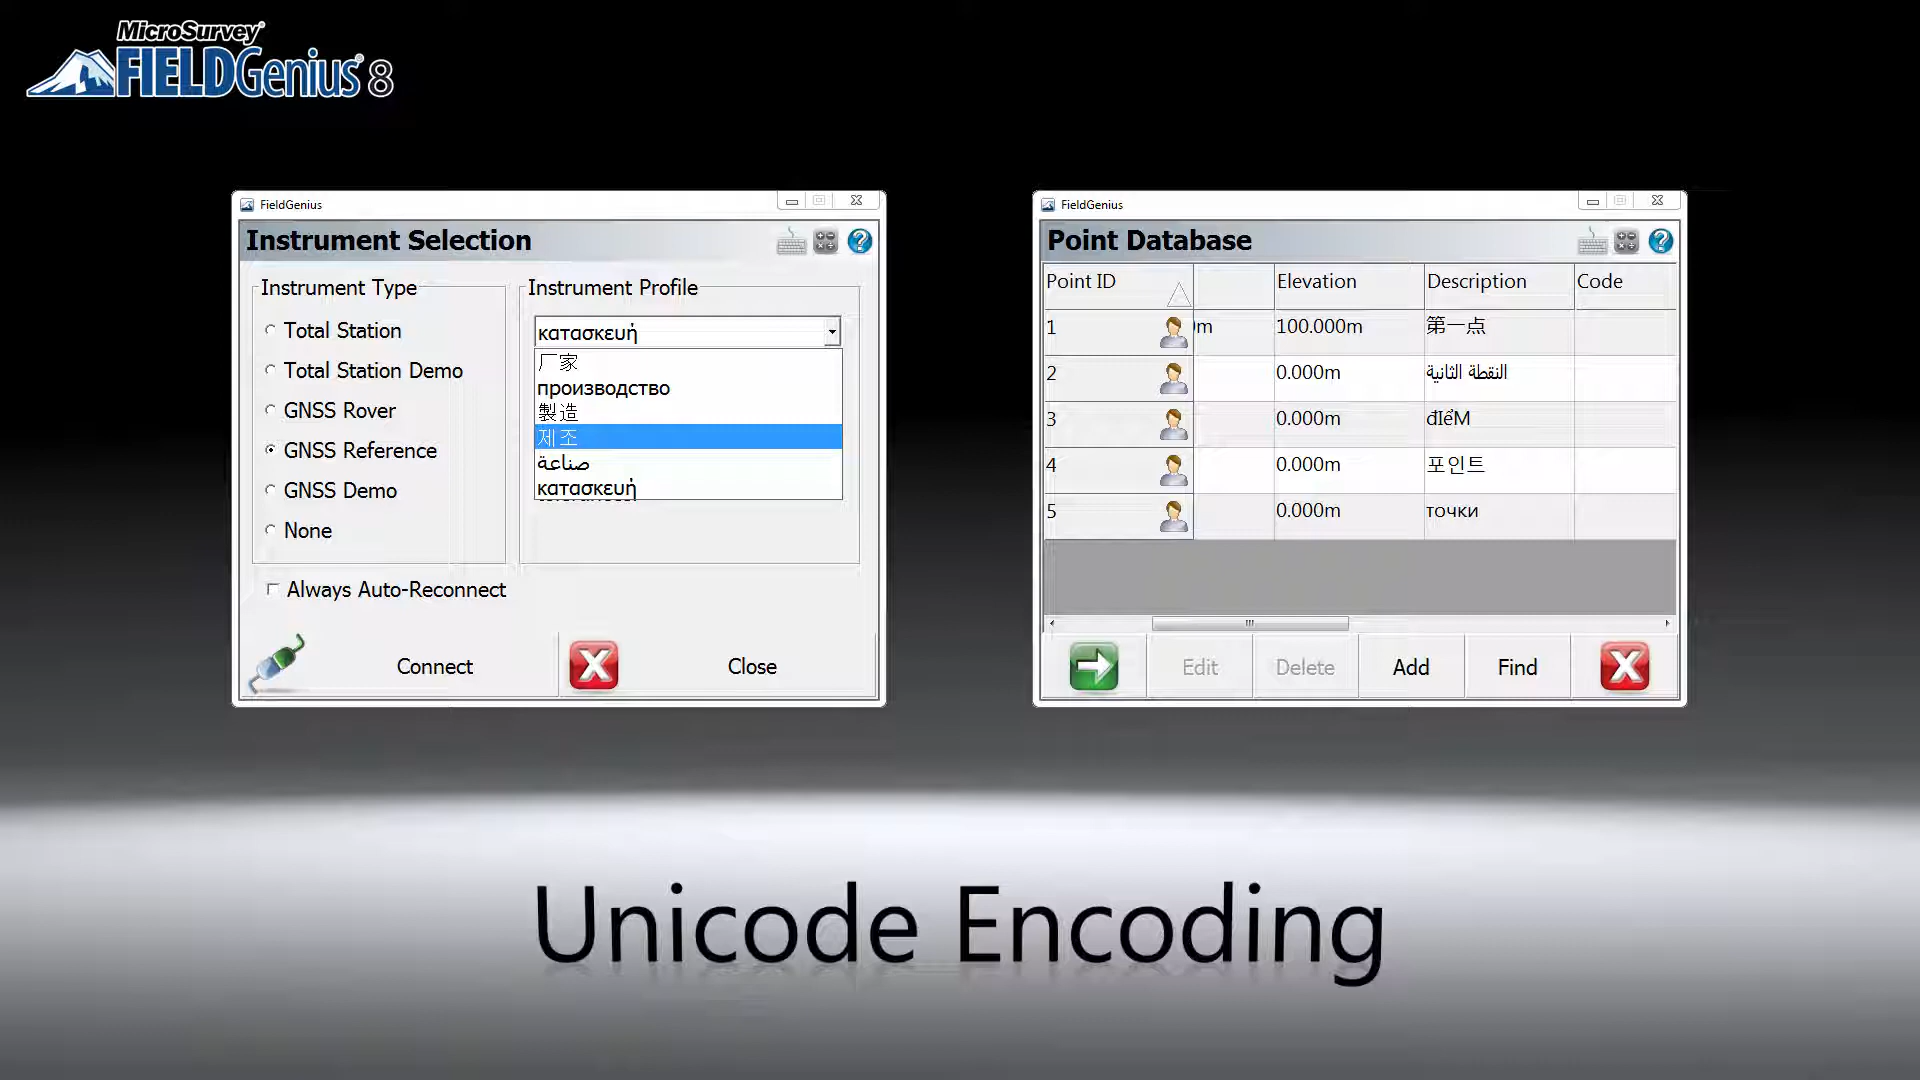 MicroSurvey
FIELDGenius 8
FieldGenius
Instrument Selection
Instrument Type
Total Station
Total Station Demo
GNSS Rover
GNSS Reference
GNSS Demo
None
Always Auto-Reconnect
Instrument Profile
κατασκευή
厂家
производство
製造
制造
صناعة
κατασκευή
Connect
Close
FieldGenius
Point Database
Point ID Elevation Description Code
1 0m 100.000m 第一点
2 0.000m النقطة الثانية
3 0.000m đIểM
4 0.000m 포인트
5 0.000m точки
Edit Delete Add Find
Unicode Encoding